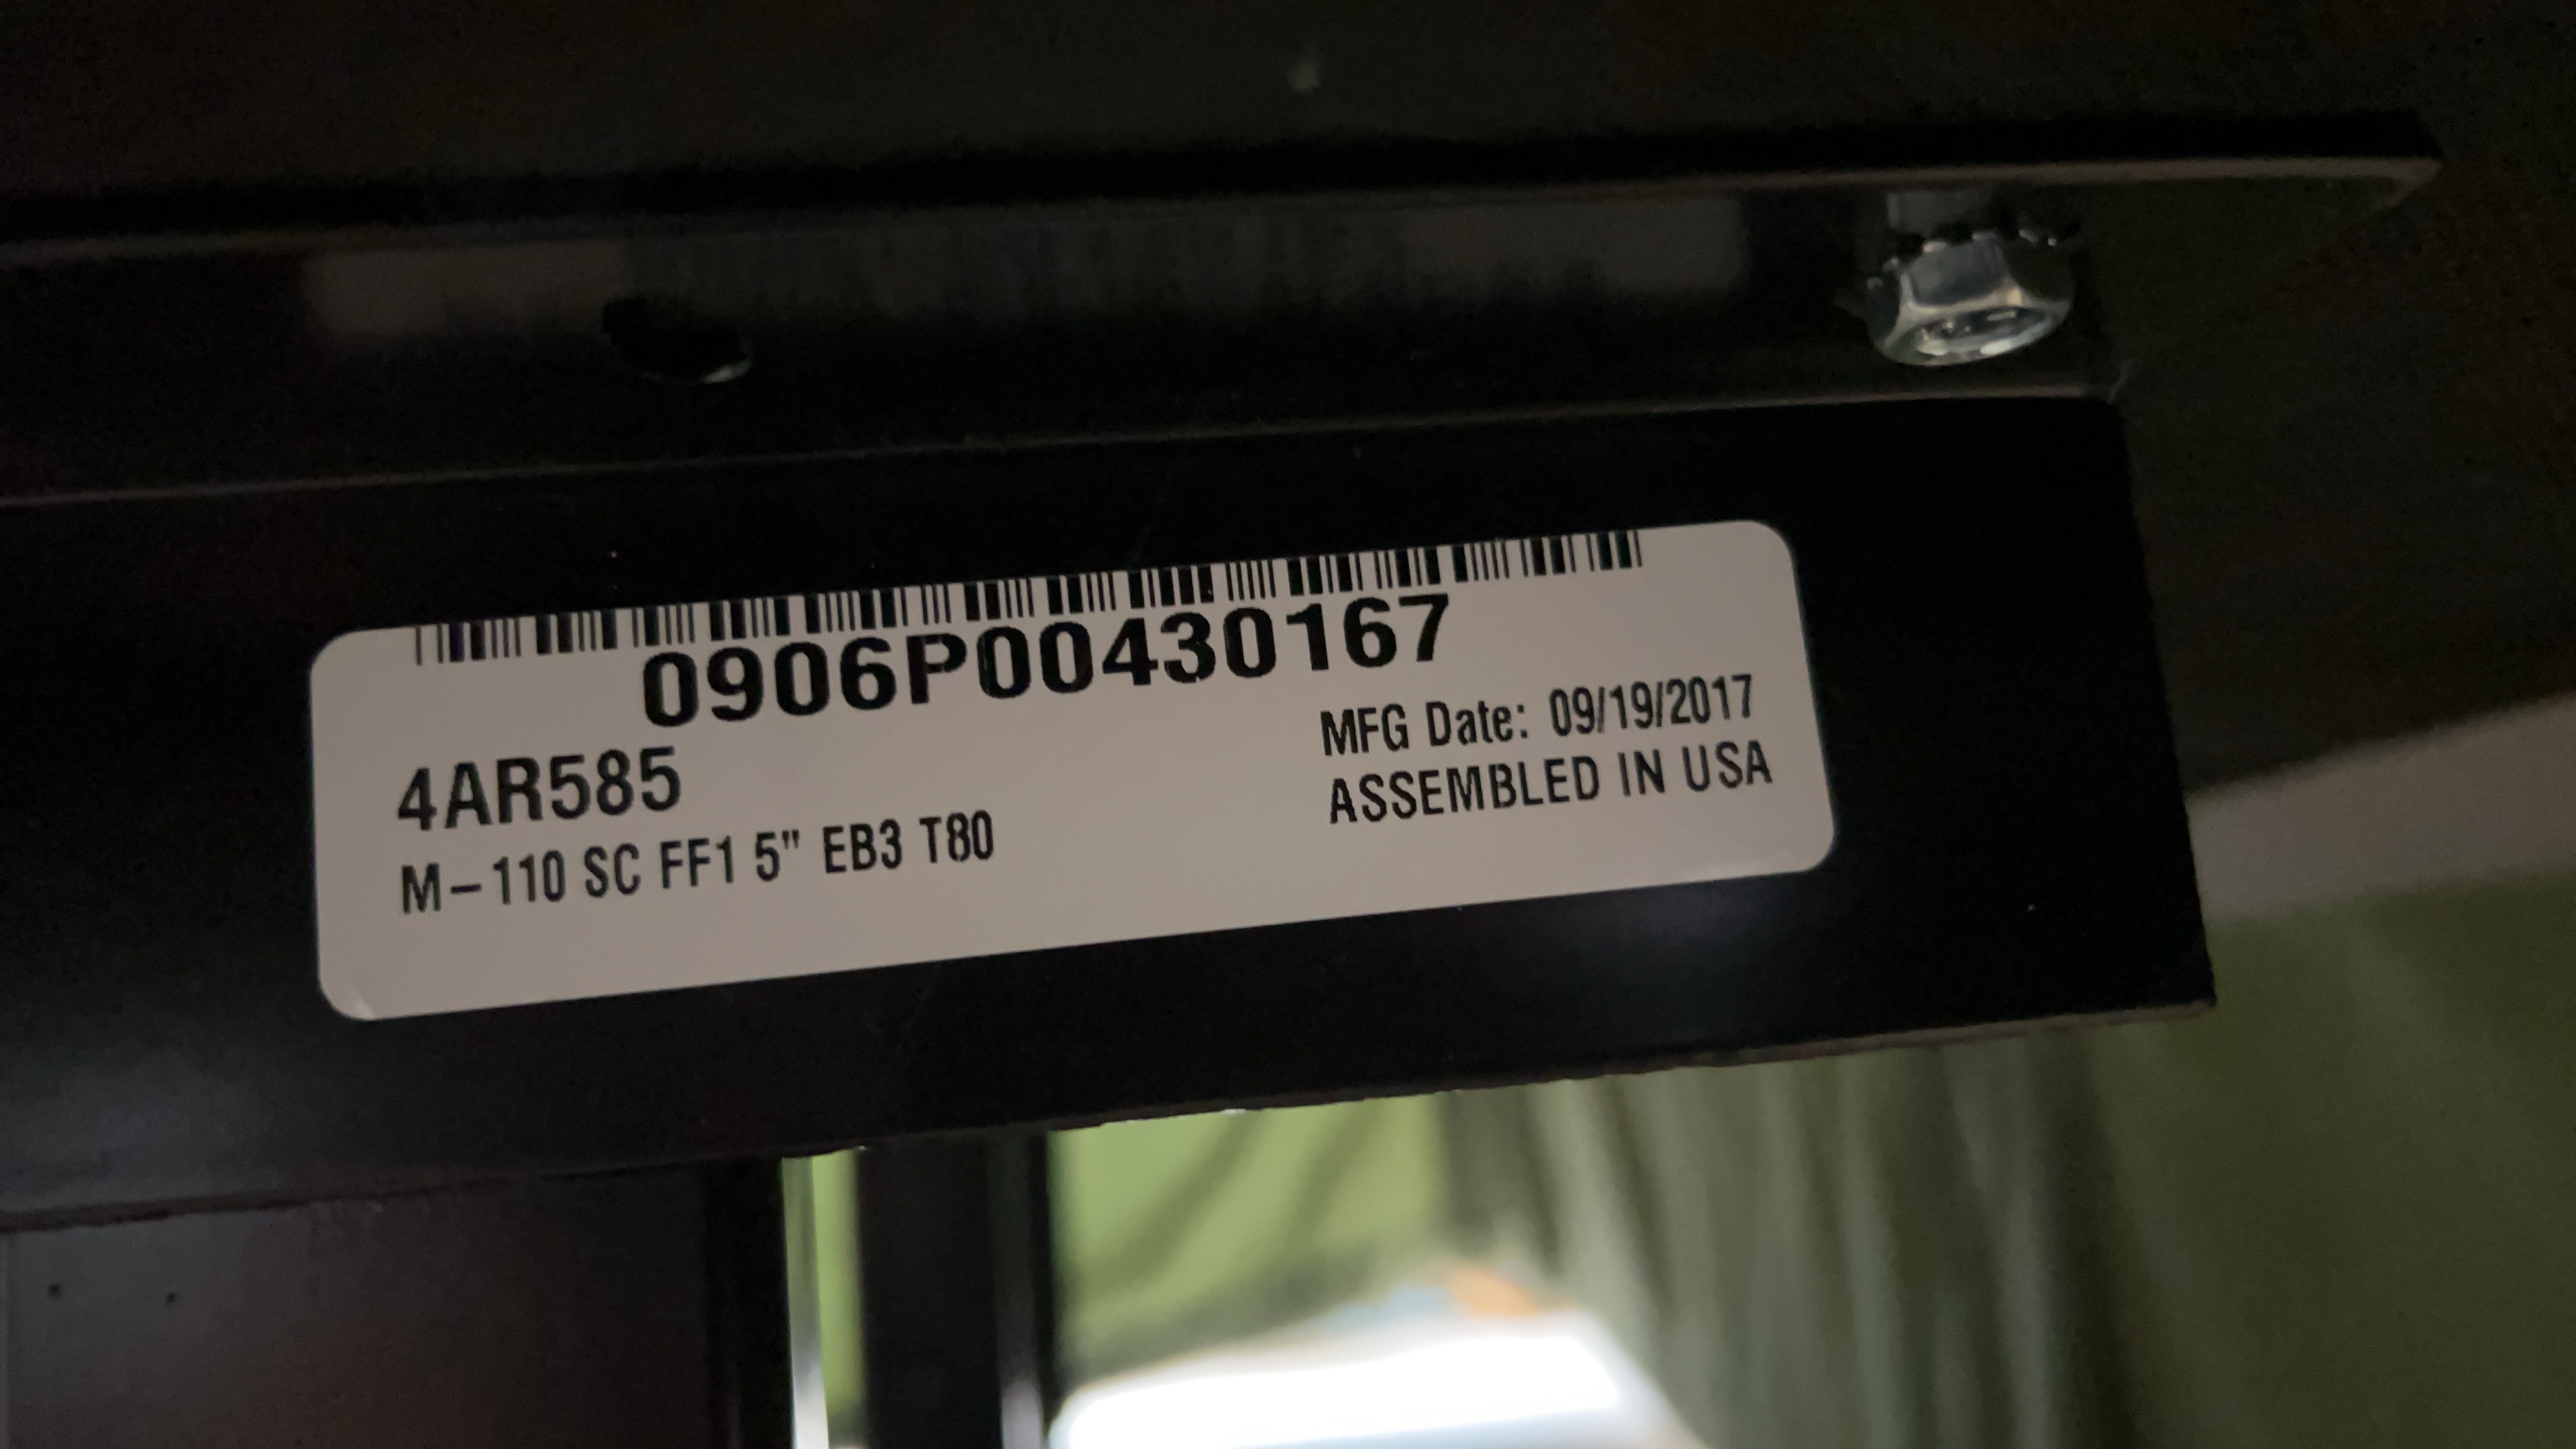 0906P00430167
4AR585
MFG Date: 09/19/2017
M-110 SC FF1 5" EB3 T80
ASSEMBLED IN USA